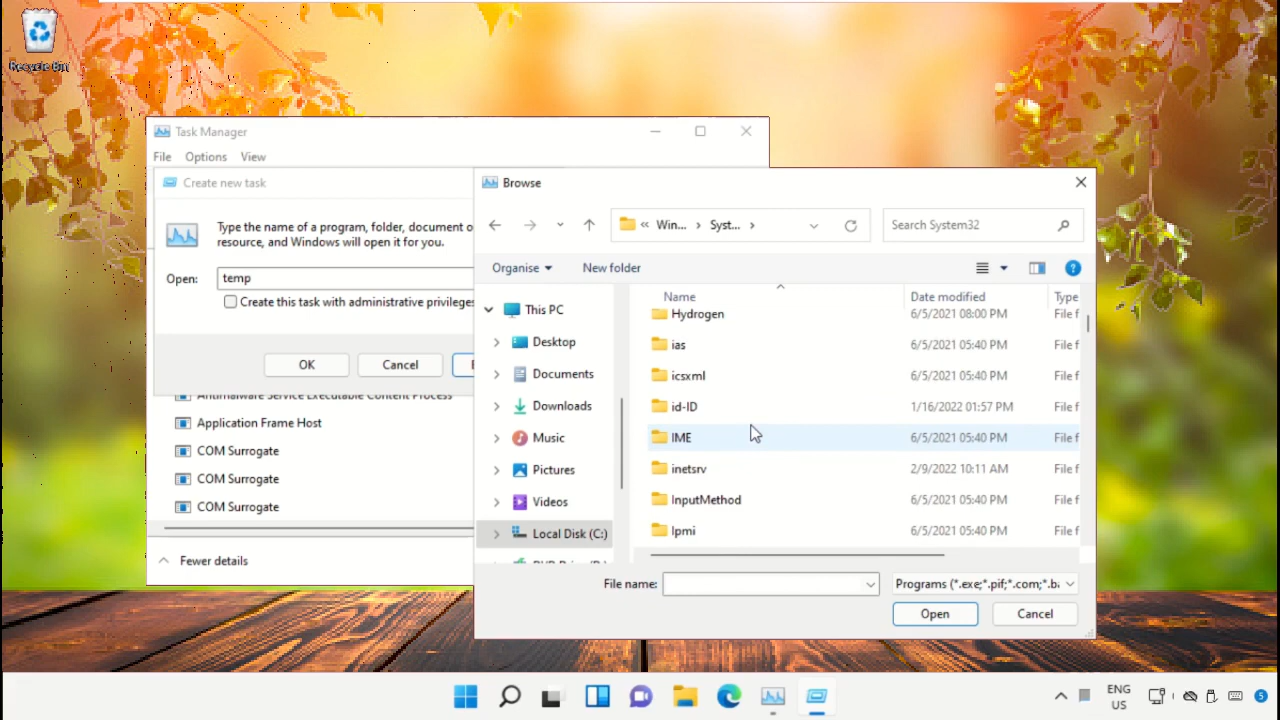 Recycle Bin
Task Manager
File Options View
Create new task
Type the name of a program, folder, document o
resource, and Windows will open it for you.
Open: temp
Create this task with administrative privileges
OK Cancel
Antimalware Service Executable Content Process
Application Frame Host
COM Surrogate
COM Surrogate
COM Surrogate
Fewer details
Browse
« Win... › Syst... ›
Search System32
Organise New folder
This PC
Desktop
Documents
Downloads
Music
Pictures
Videos
Local Disk (C:)
Name Date modified Type
Hydrogen 6/5/2021 08:00 PM File f
ias 6/5/2021 05:40 PM File f
icsxml 6/5/2021 05:40 PM File f
id-ID 1/16/2022 01:57 PM File f
IME 6/5/2021 05:40 PM File f
inetsrv 2/9/2022 10:11 AM File f
InputMethod 6/5/2021 05:40 PM File f
Ipmi 6/5/2021 05:40 PM File f
File name: Programs (*.exe;*.pif;*.com;*.ba
Open Cancel
ENG
US
5